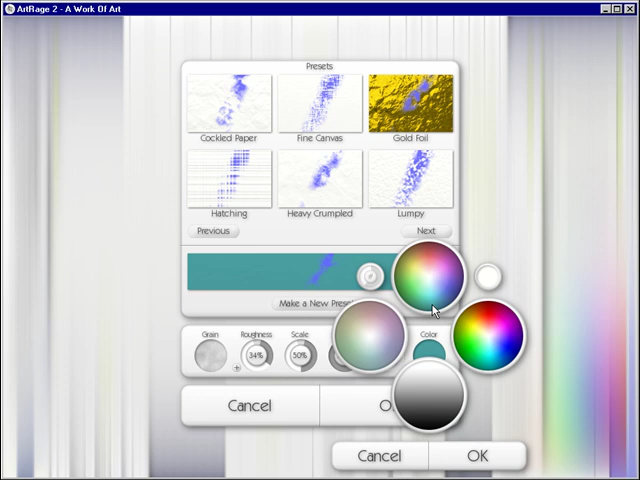 ArtRage 2 - A Work Of Art
Presets
Cockled Paper Fine Canvas Gold Foil
Hatching Heavy Crumpled Lumpy
Previous Next
Make a New Prese
Grain Roughness Scale Color
34% 50%
Cancel O
Cancel OK